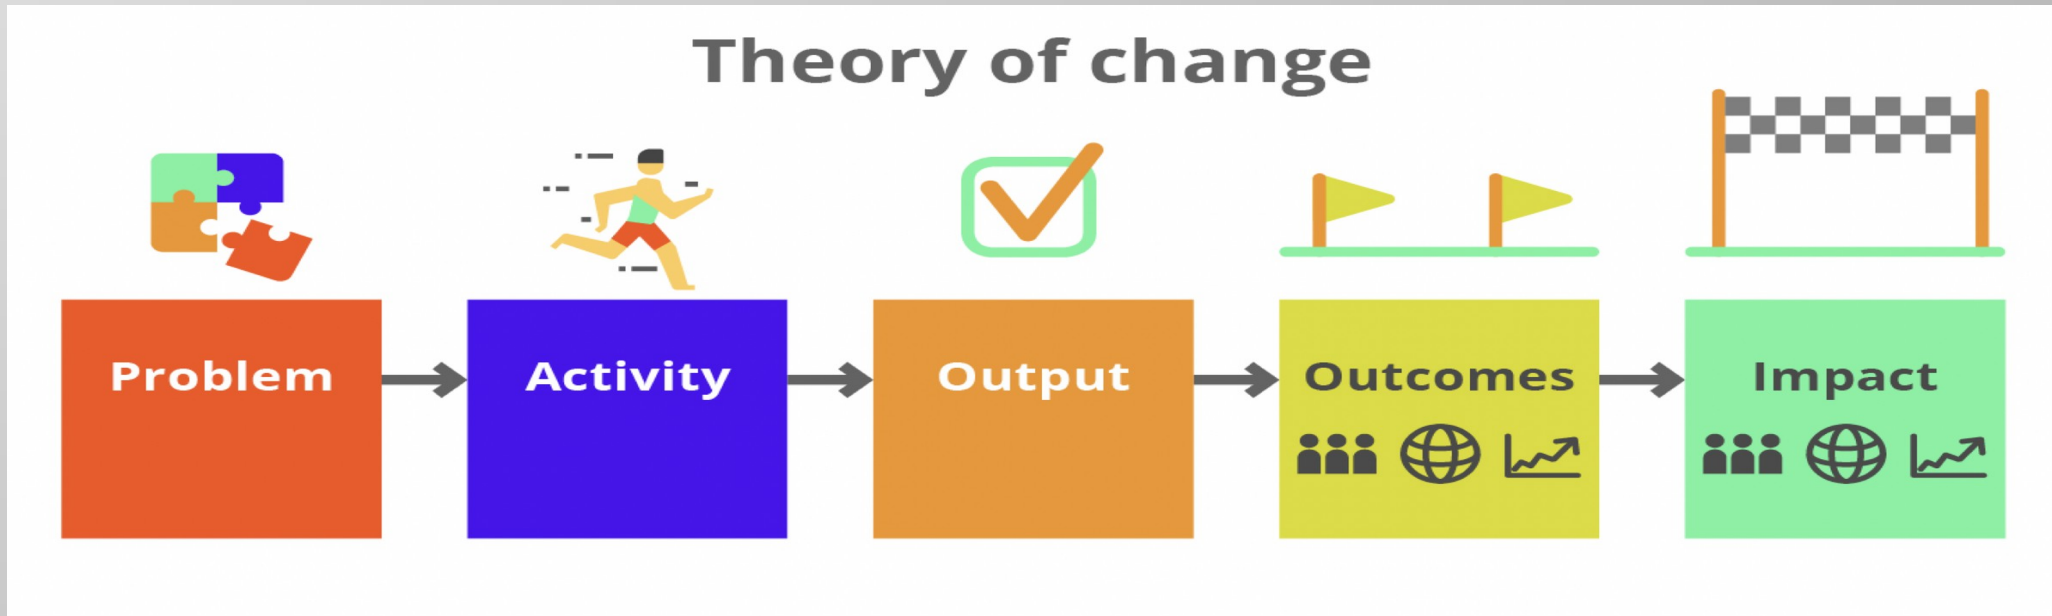 Theory of change
Problem
Activity
Output
Outcomes
Impact